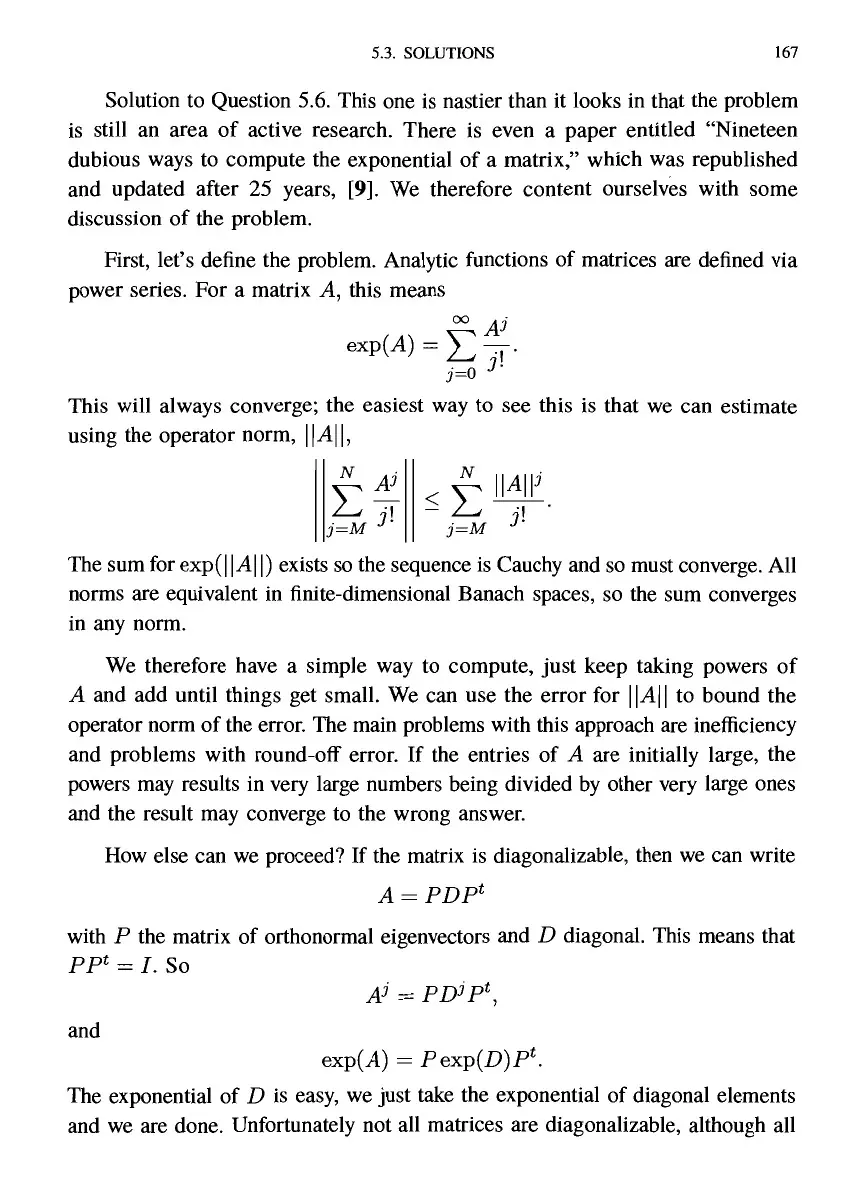 5.3. SOLUTIONS 167
Solution to Question 5.6. This one is nastier than it looks in that the problem
is still an area of active research. There is even a paper entitled “Nineteen
dubious ways to compute the exponential of a matrix,” which was republished
and updated after 25 years, [9]. We therefore content ourselves with some
discussion of the problem.
First, let’s define the problem. Analytic functions of matrices are defined via
power series. For a matrix A, this means
exp(A) = \sum_{j=0}^{\infty} \frac{A^j}{j!}.
This will always converge; the easiest way to see this is that we can estimate
using the operator norm, ||A||,
\left|\left| \sum_{j=M}^{N} \frac{A^j}{j!} \right|\right| \leq \sum_{j=M}^{N} \frac{||A||^j}{j!}.
The sum for exp(||A||) exists so the sequence is Cauchy and so must converge. All
norms are equivalent in finite-dimensional Banach spaces, so the sum converges
in any norm.
We therefore have a simple way to compute, just keep taking powers of
A and add until things get small. We can use the error for ||A|| to bound the
operator norm of the error. The main problems with this approach are inefficiency
and problems with round-off error. If the entries of A are initially large, the
powers may results in very large numbers being divided by other very large ones
and the result may converge to the wrong answer.
How else can we proceed? If the matrix is diagonalizable, then we can write
A = PDP^t
with P the matrix of orthonormal eigenvectors and D diagonal. This means that
PP^t = I. So
A^j = PD^jP^t,
and
exp(A) = P exp(D)P^t.
The exponential of D is easy, we just take the exponential of diagonal elements
and we are done. Unfortunately not all matrices are diagonalizable, although all